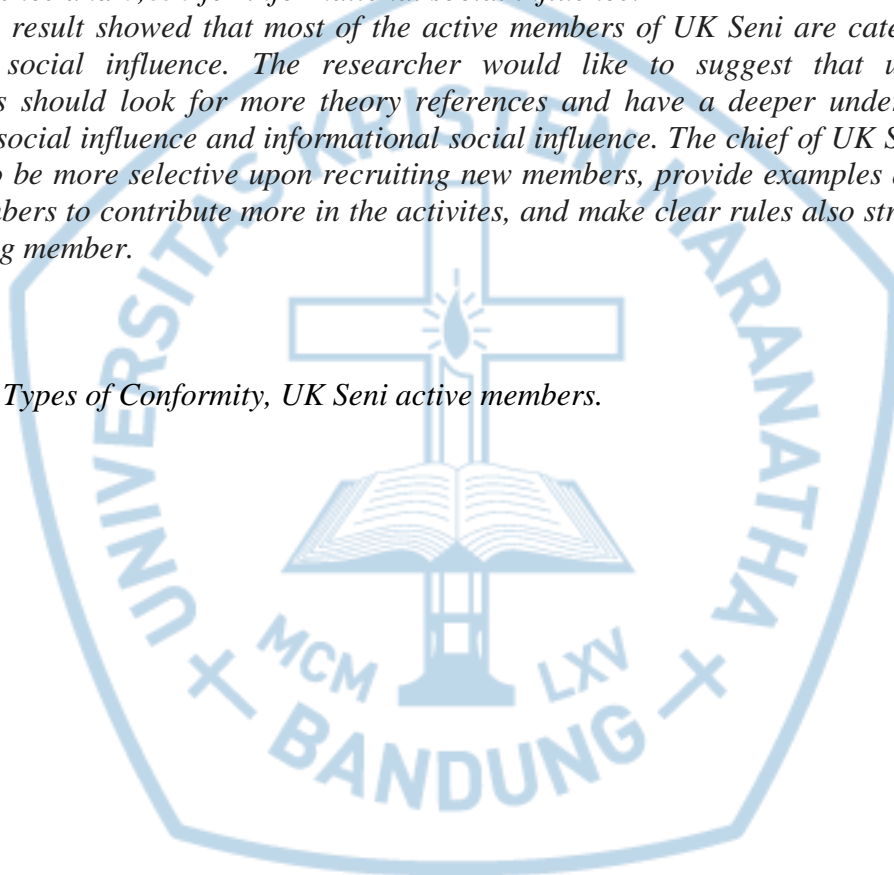 result showed that most of the active members of UK Seni are cate
social influence. The researcher would like to suggest that u
s should look for more theory references and have a deeper under
social influence and informational social influence. The chief of UK S
o be more selective upon recruiting new members, provide examples
mbers to contribute more in the activites, and make clear rules also str
g member.
Types of Conformity, UK Seni active members.
UNIVERSITAS KRISTEN MARANATHA
MCM LXV
BANDUNG